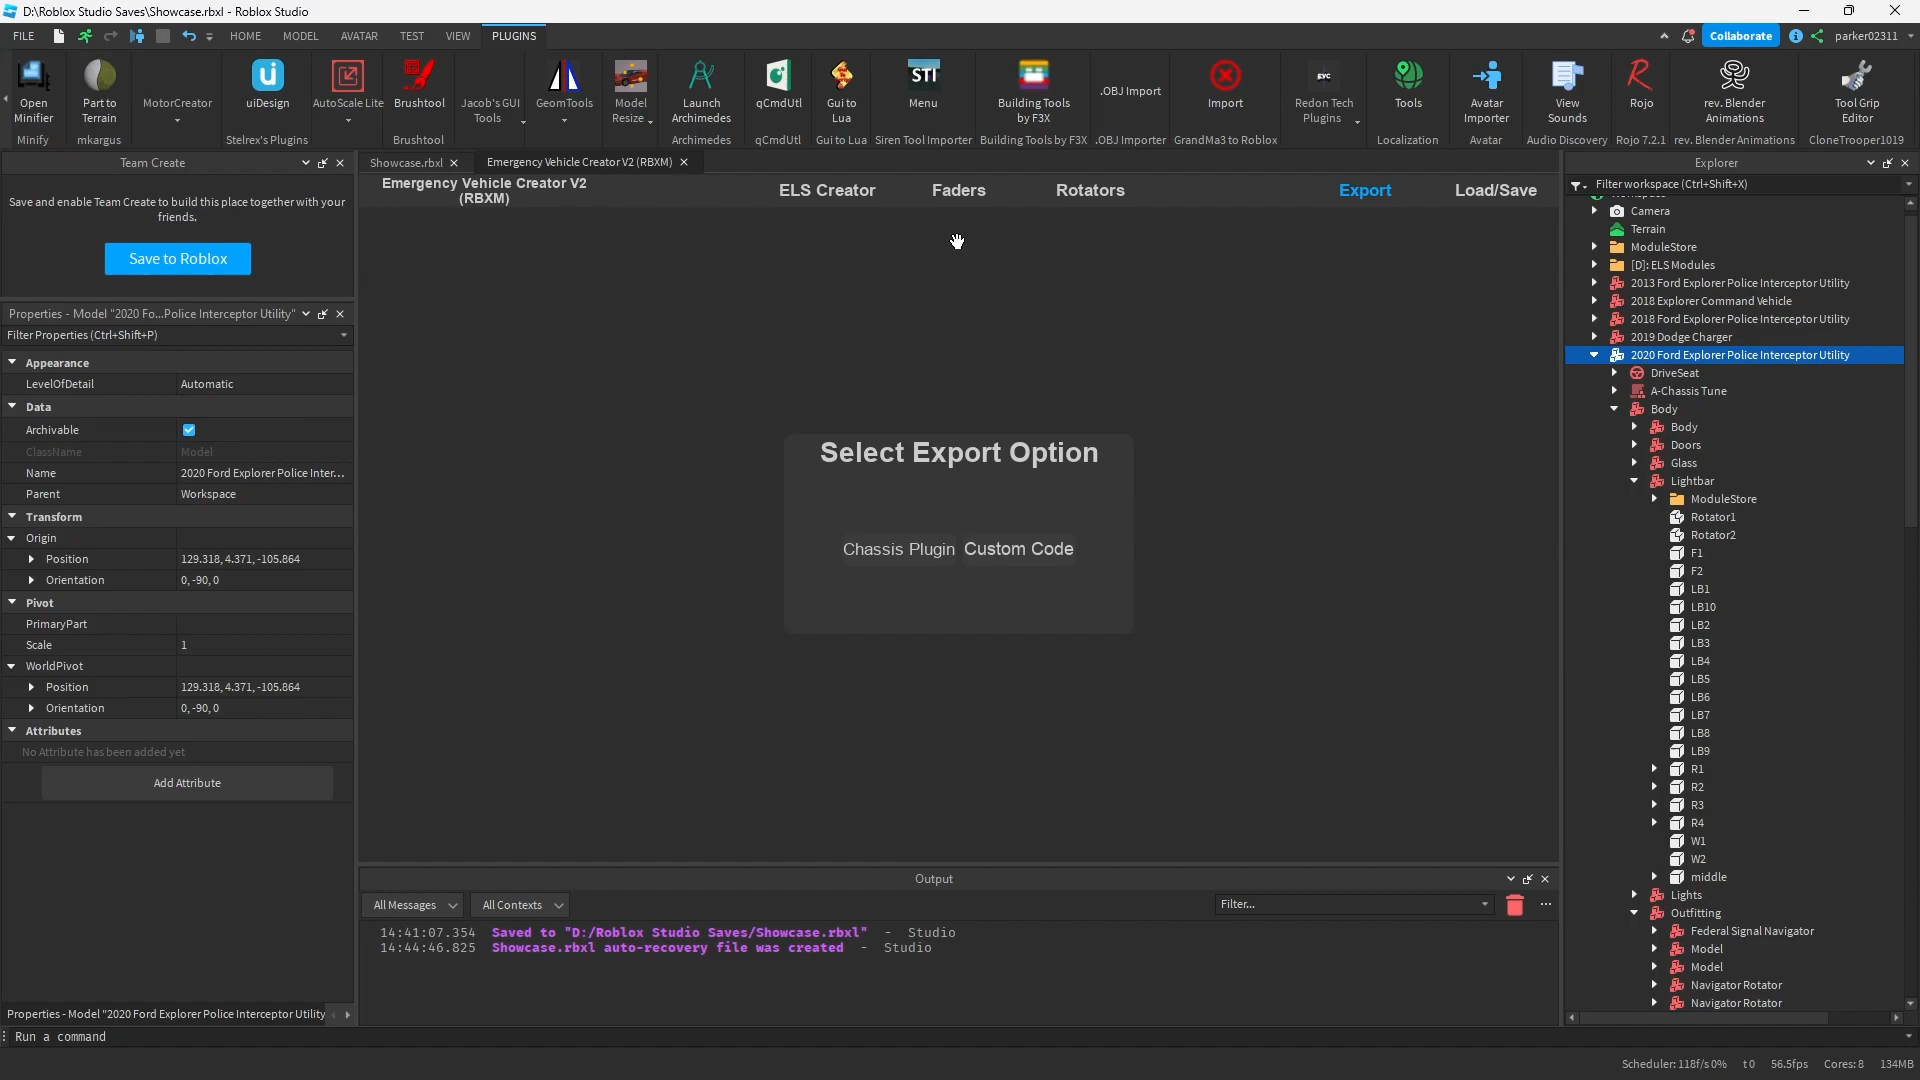 D:\Roblox Studio Saves\Showcase.rbxl - Roblox Studio
FILE
HOME
MODEL
AVATAR
TEST
VIEW
PLUGINS
Collaborate
parker02311
Open Minifier
Part to Terrain
MotorCreator
uiDesign
AutoScale Lite
Brushtool
Jacob's GUI Tools
GeomTools
Model Resize
Launch Archimedes
qCmdUtl
Gui to Lua
STI
Menu
Building Tools by F3X
.OBJ Import
Import
EVC
Redon Tech Plugins
Tools
Avatar Importer
View Sounds
Rojo
rev. Blender Animations
Tool Grip Editor
Minify
mkargus
Stelrex's Plugins
Brushtool
Archimedes
qCmdUtl
Gui to Lua
Siren Tool Importer
Building Tools by F3X
.OBJ Importer
GrandMa3 to Roblox
Localization
Avatar
Audio Discovery
Rojo 7.2.1
rev. Blender Animations
CloneTrooper1019
Team Create
Save and enable Team Create to build this place together with your
friends.
Save to Roblox
Properties - Model "2020 Fo...Police Interceptor Utility"
Filter Properties (Ctrl+Shift+P)
Appearance
LevelOfDetail Automatic
Data
Archivable
ClassName Model
Name 2020 Ford Explorer Police Inter...
Parent Workspace
Transform
Origin
Position 129.318, 4.371, -105.864
Orientation 0, -90, 0
Pivot
PrimaryPart
Scale 1
WorldPivot
Position 129.318, 4.371, -105.864
Orientation 0, -90, 0
Attributes
No Attribute has been added yet
Add Attribute
Properties - Model "2020 Ford Explorer Police Interceptor Utility
Showcase.rbxl
Emergency Vehicle Creator V2 (RBXM)
Emergency Vehicle Creator V2
(RBXM)
ELS Creator
Faders
Rotators
Export
Load/Save
Select Export Option
Chassis Plugin
Custom Code
Output
All Messages
All Contexts
Filter...
14:41:07.354 Saved to "D:/Roblox Studio Saves/Showcase.rbxl" - Studio
14:44:46.825 Showcase.rbxl auto-recovery file was created - Studio
Explorer
Filter workspace (Ctrl+Shift+X)
Camera
Terrain
ModuleStore
[D]: ELS Modules
2013 Ford Explorer Police Interceptor Utility
2018 Explorer Command Vehicle
2018 Ford Explorer Police Interceptor Utility
2019 Dodge Charger
2020 Ford Explorer Police Interceptor Utility
DriveSeat
A-Chassis Tune
Body
Body
Doors
Glass
Lightbar
ModuleStore
Rotator1
Rotator2
F1
F2
LB1
LB10
LB2
LB3
LB4
LB5
LB6
LB7
LB8
LB9
R1
R2
R3
R4
W1
W2
middle
Lights
Outfitting
Federal Signal Navigator
Model
Model
Navigator Rotator
Navigator Rotator
Run a command
Scheduler: 118f/s 0%
t0
56.5fps
Cores: 8
134MB